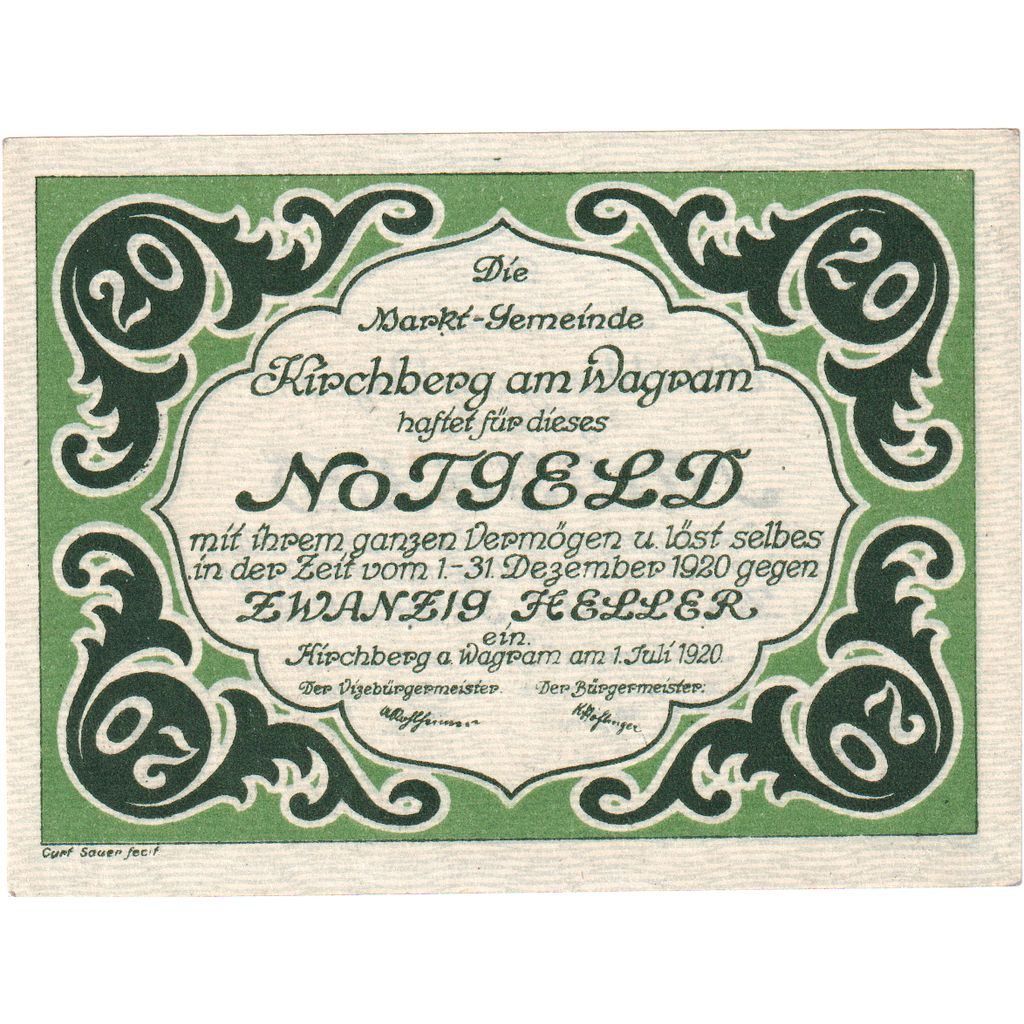 20 20
Die
Markt-Gemeinde
Kirchberg am Wagram
haftet für dieses
NOTGELD
mit ihrem ganzen Vermögen u. löst selbes
in der Zeit vom 1.-31. Dezember 1920 gegen
ZWANZIG HELLER
ein.
Kirchberg a. Wagram am 1. Juli 1920.
Der Vizebürgermeister. Der Bürgermeister:
20 20
Curt Sauer fecit.